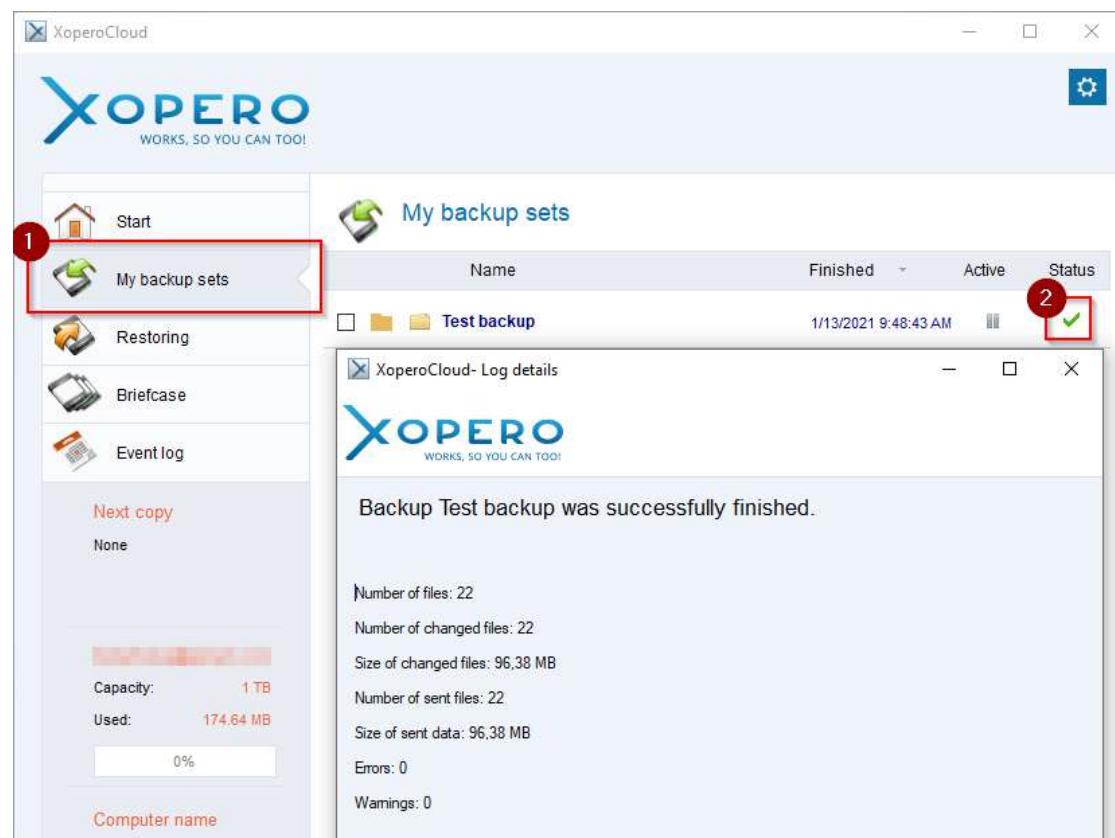 XoperoCloud
XOPERO
WORKS, SO YOU CAN TOO!
Start
1
My backup sets
Restoring
Briefcase
Event log
Next copy
None
Capacity: 1 TB
Used: 174.64 MB
0%
Computer name
My backup sets
Name Finished Active Status
2
Test backup 1/13/2021 9:48:43 AM
XoperoCloud- Log details
XOPERO
WORKS, SO YOU CAN TOO!
Backup Test backup was successfully finished.
Number of files: 22
Number of changed files: 22
Size of changed files: 96,38 MB
Number of sent files: 22
Size of sent data: 96,38 MB
Errors: 0
Warnings: 0